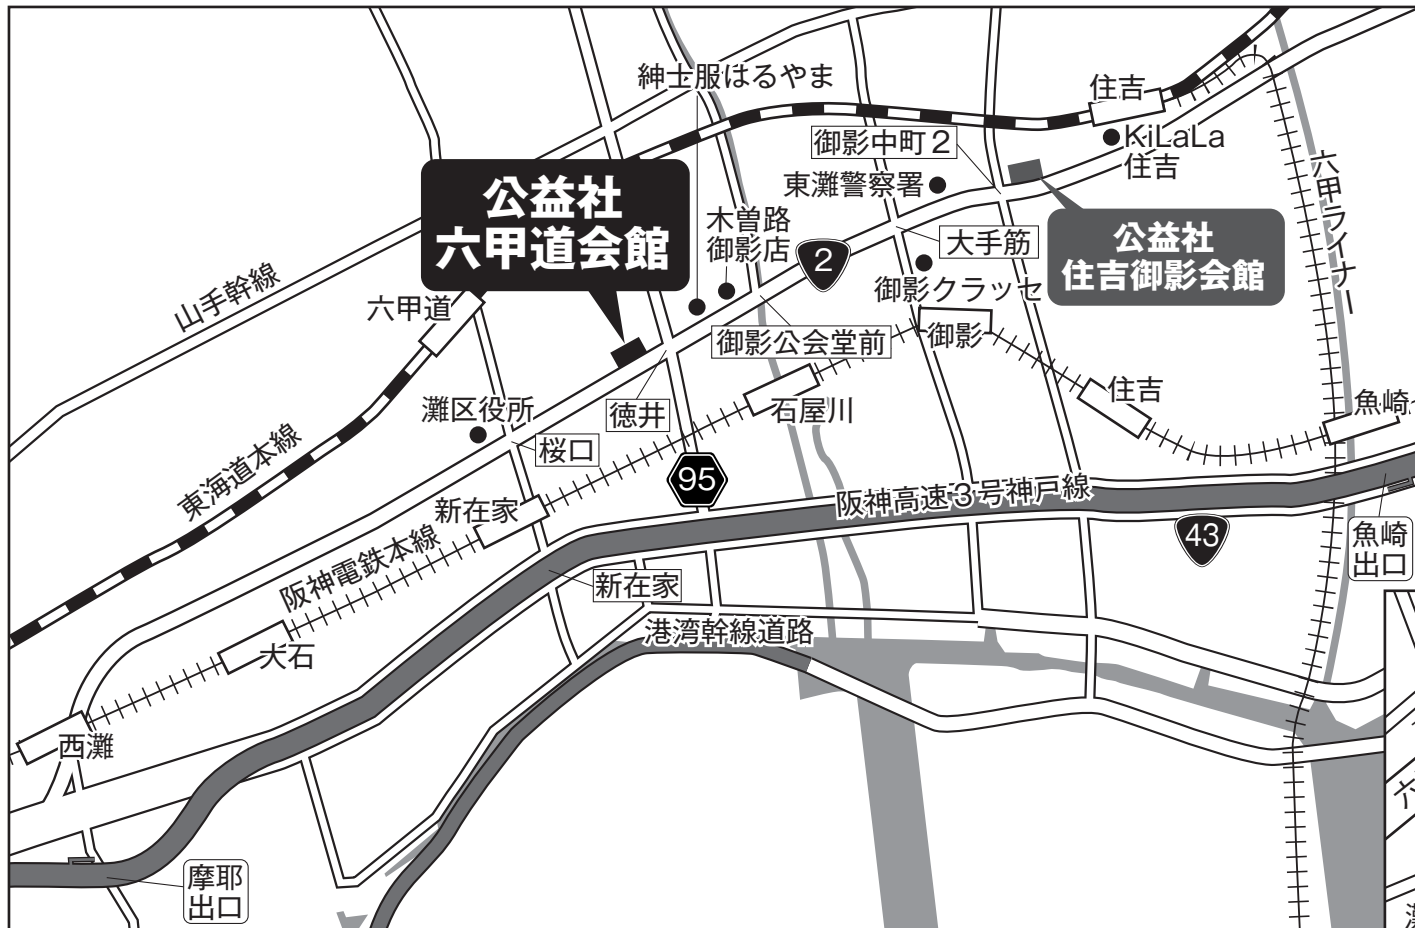 紳士服はるやま
住吉
KiLaLa
住吉
御影中町2
東灘警察署
六甲ライナー
公益社
六甲道会館
木曽路
御影店
2
大手筋
公益社
住吉御影会館
山手幹線
六甲道
御影クラッセ
御影公会堂前
御影
灘区役所
徳井
石屋川
住吉
魚崎
桜口
東海道本線
95
新在家
阪神高速3号神戸線
43
魚崎
出口
阪神電鉄本線
新在家
港湾幹線道路
大石
西灘
摩耶
出口